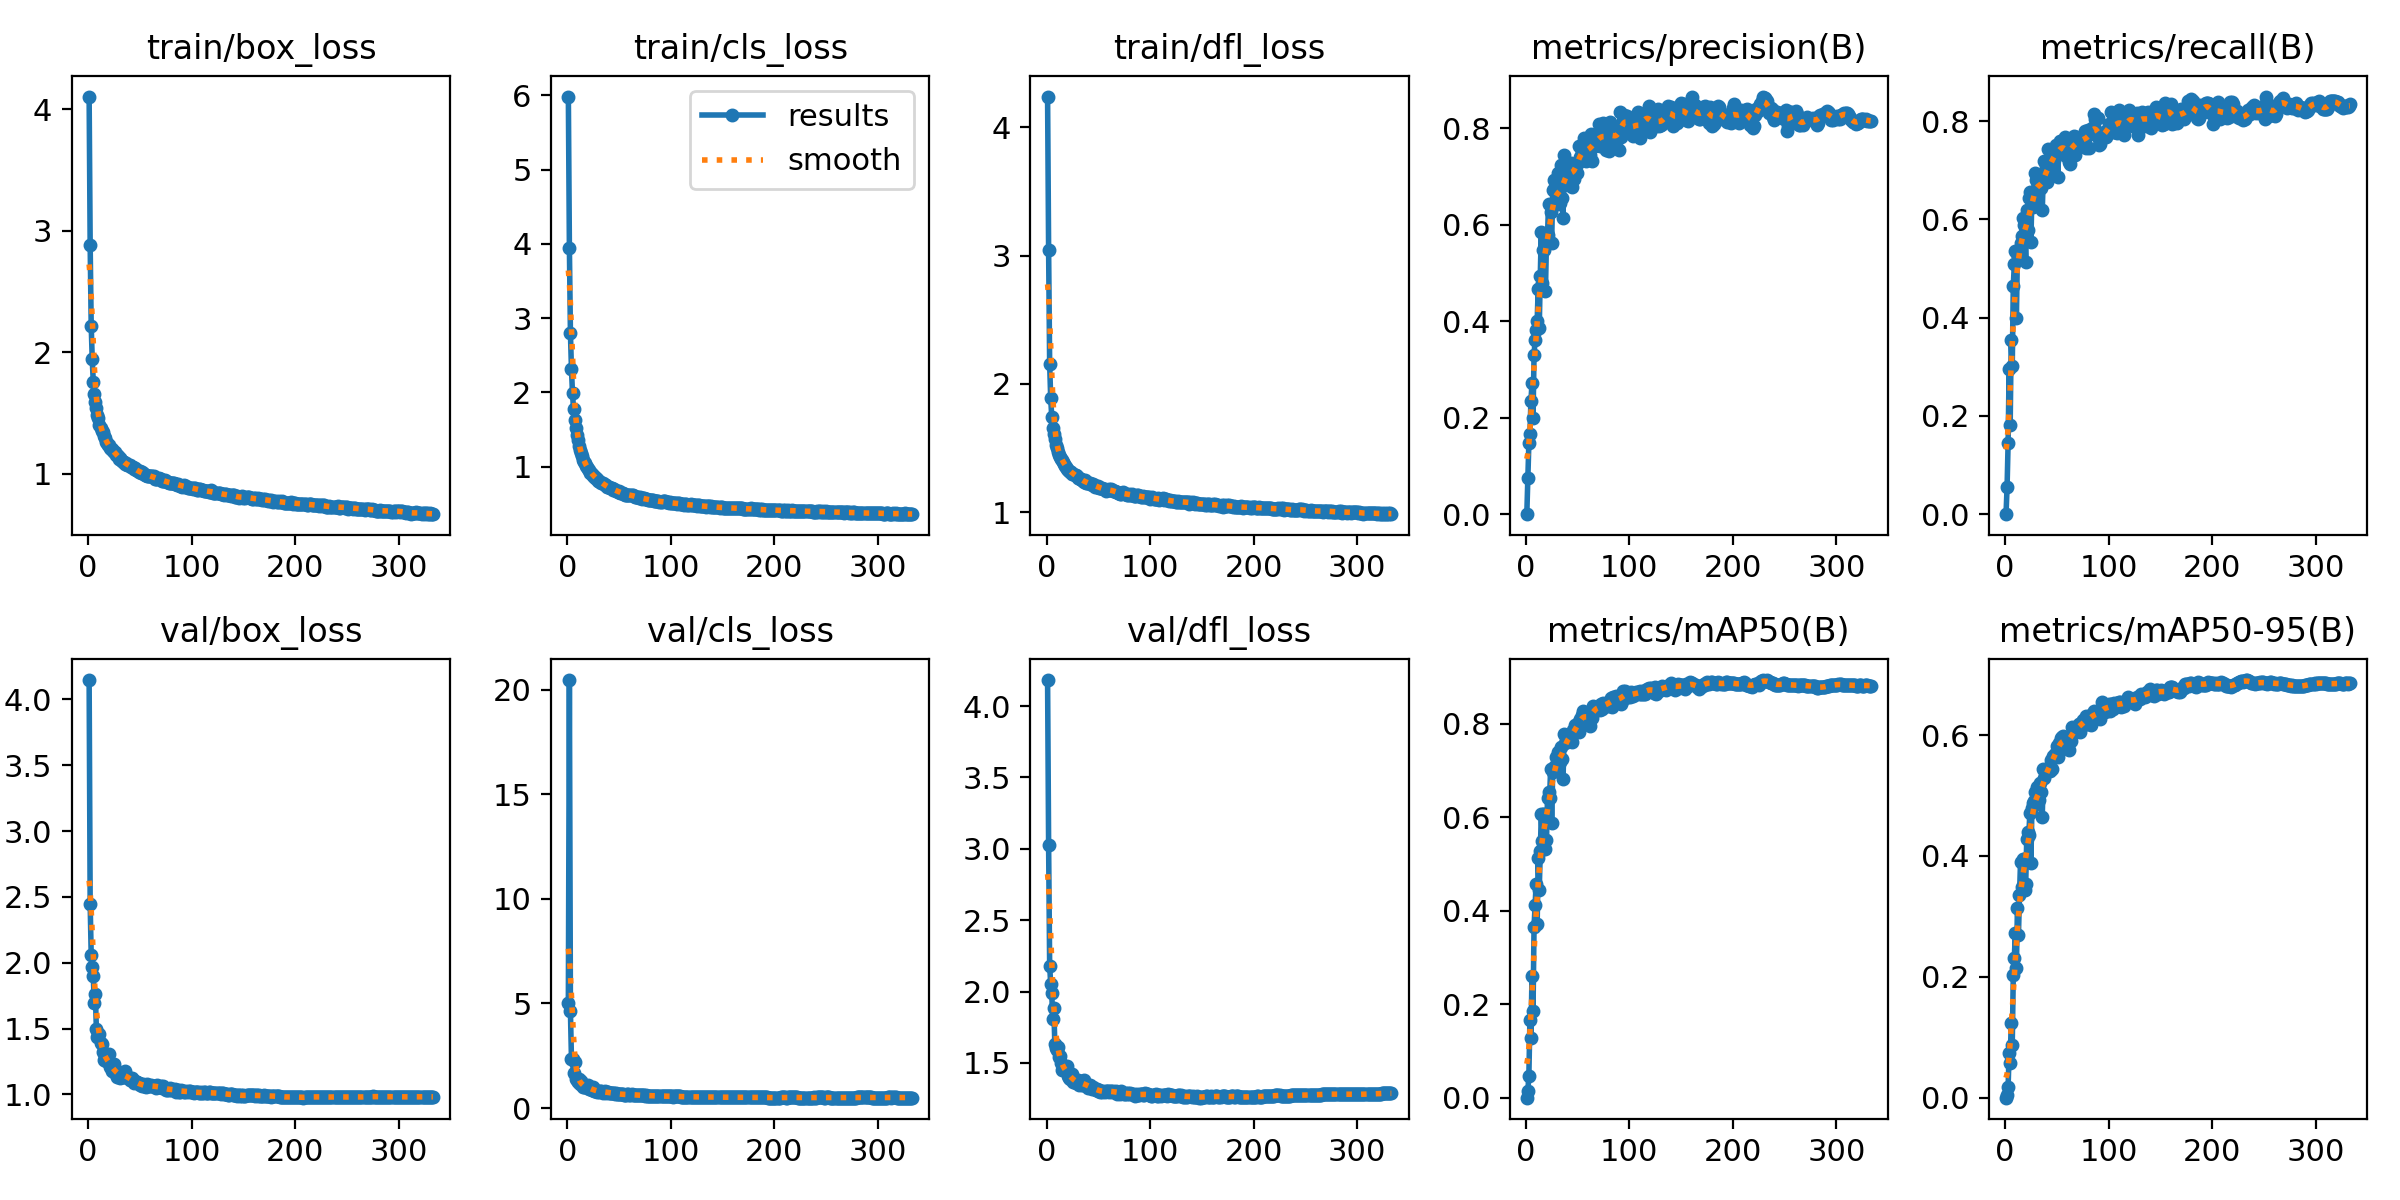 train/box_loss
4
3
2
1
0 100 200 300
train/cls_loss
results
smooth
6
5
4
3
2
1
0 100 200 300
train/dfl_loss
4
3
2
1
0 100 200 300
metrics/precision(B)
0.8
0.6
0.4
0.2
0.0
0 100 200 300
metrics/recall(B)
0.8
0.6
0.4
0.2
0.0
0 100 200 300
val/box_loss
4.0
3.5
3.0
2.5
2.0
1.5
1.0
0 100 200 300
val/cls_loss
20
15
10
5
0
0 100 200 300
val/dfl_loss
4.0
3.5
3.0
2.5
2.0
1.5
0 100 200 300
metrics/mAP50(B)
0.8
0.6
0.4
0.2
0.0
0 100 200 300
metrics/mAP50-95(B)
0.6
0.4
0.2
0.0
0 100 200 300